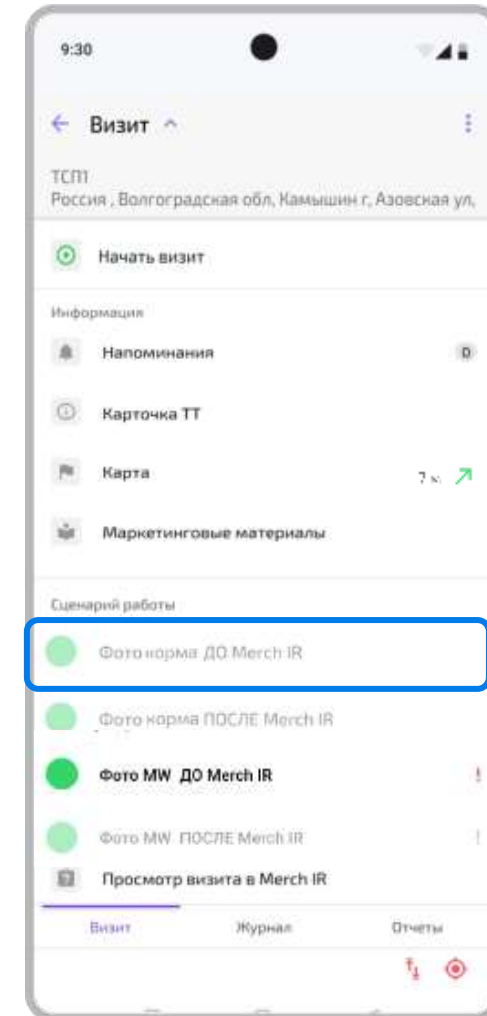 9:30
Визит
ТСП1
Россия , Волгоградская обл, Камышин г, Азовская ул,
Начать визит
Информация
Напоминания 0
Карточка ТТ
Карта 7
Маркетинговые материалы
Сценарий работы
Фото корма ДО Merch IR
Фото корма ПОСЛЕ Merch IR
Фото MW ДО Merch IR !
Фото MW ПОСЛЕ Merch IR !
Просмотр визита в Merch IR
Визит Журнал Отчеты